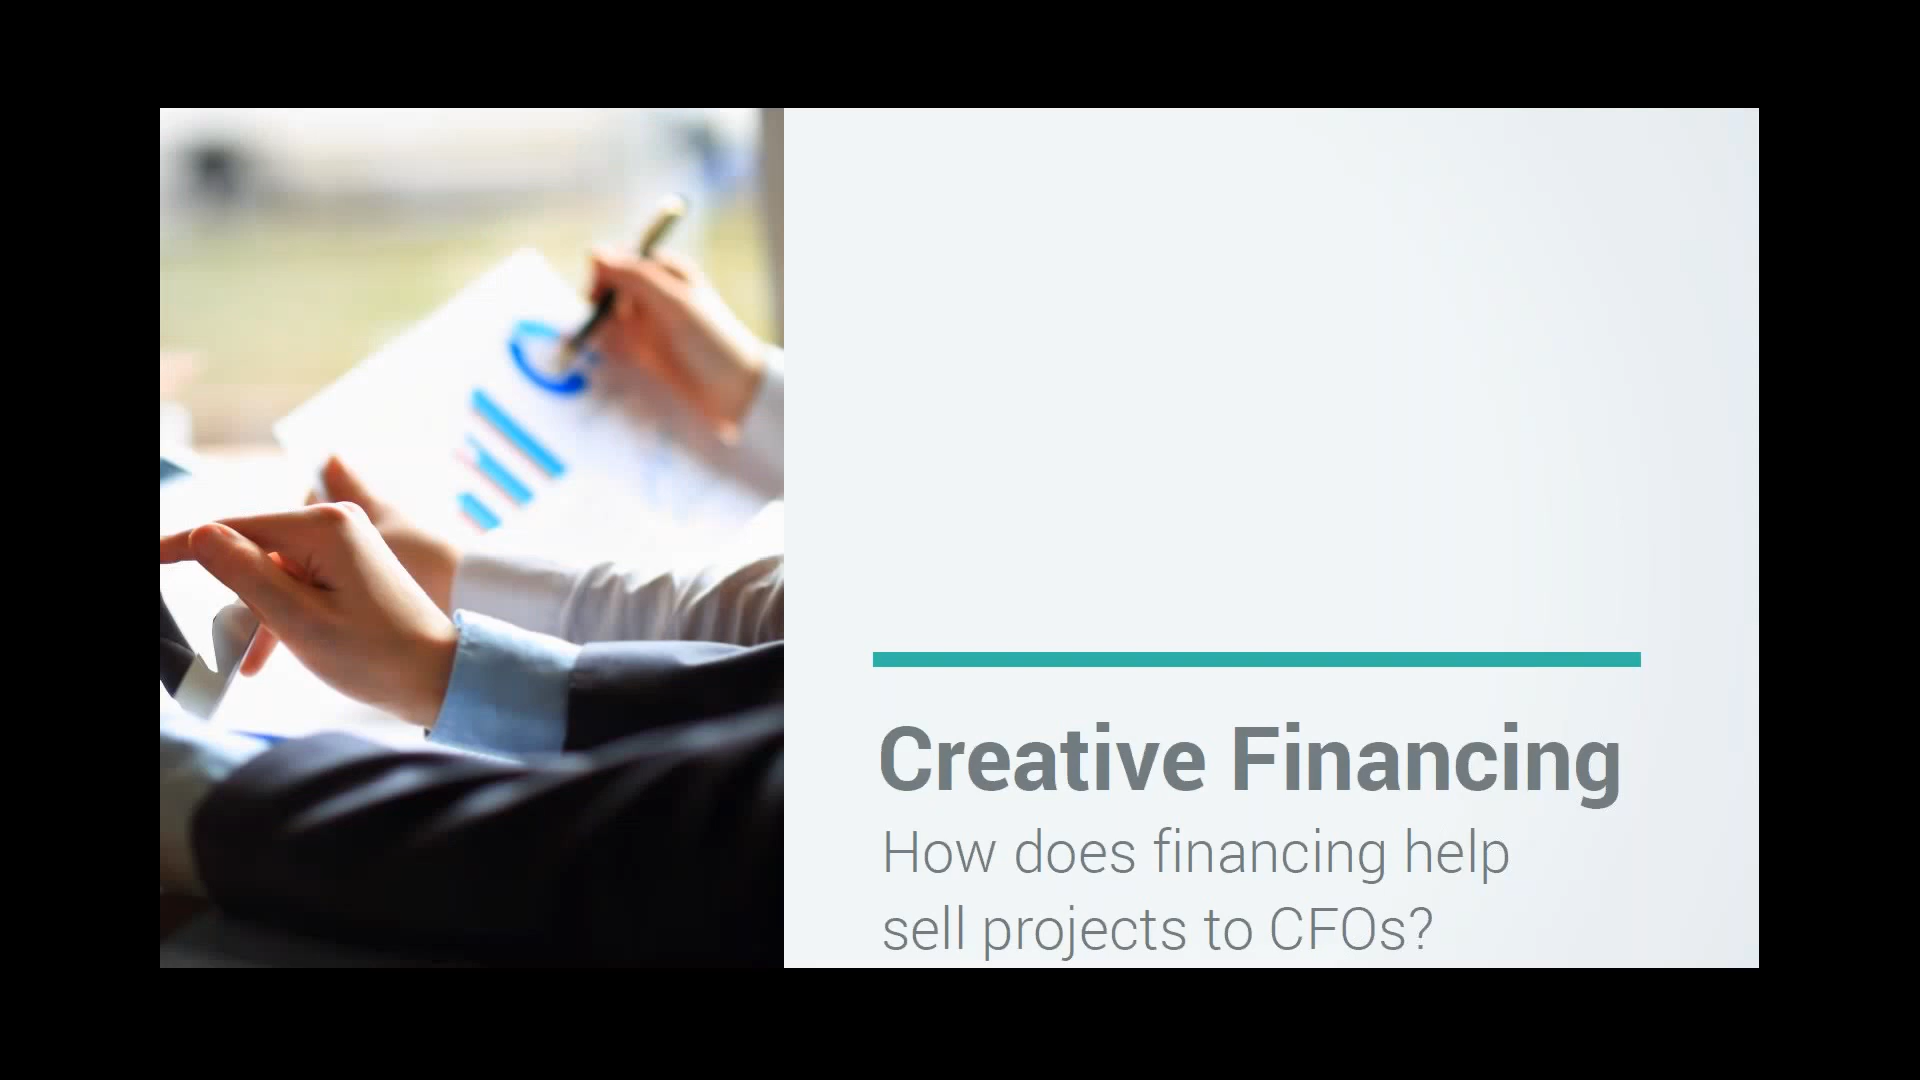 Creative Financing
How does financing help
sell projects to CFOs?